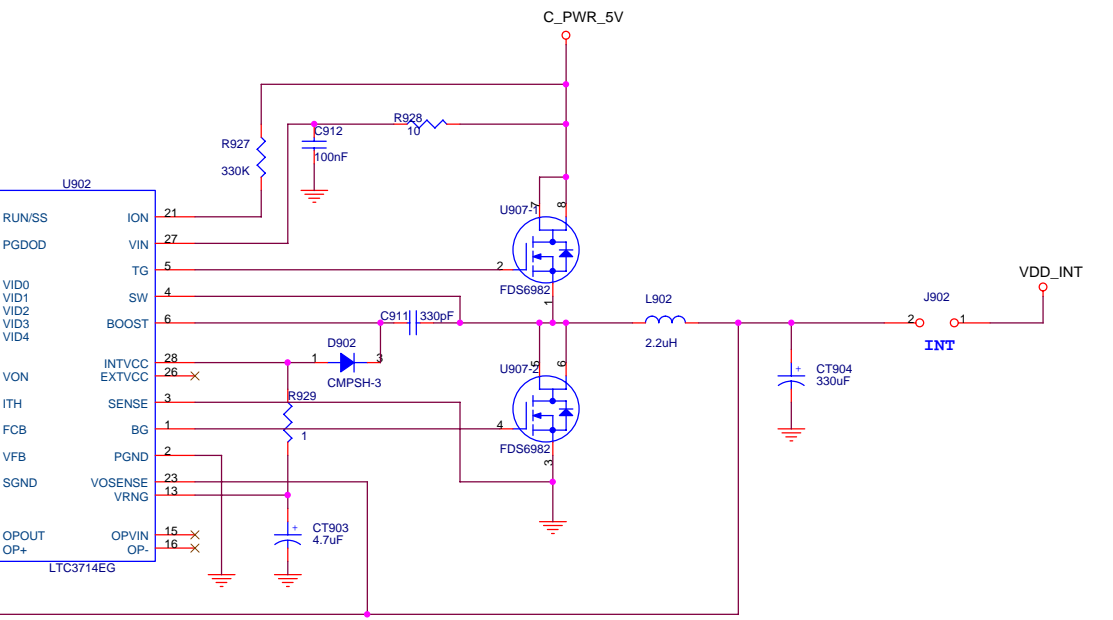 C_PWR_5V
R928
10
C912
100nF
R927
330K
U902
U907-1
7
8
RUN/SS
ION
21
PGDOD
VIN
27
TG
5
2
VID0
VID1
VID2
VID3
VID4
SW
4
FDS6982
1
VDD_INT
L902
J902
BOOST
6
C911
330pF
2
1
2.2uH
INT
D902
INTVCC
28
1
3
EXTVCC
26
CMPSH-3
U907-2
5
6
CT904
+
330uF
VON
ITH
SENSE
3
R929
FCB
BG
1
1
4
FDS6982
VFB
PGND
2
3
SGND
VOSENSE
23
VRNG
13
CT903
+
4.7uF
OPOUT
OPVIN
15
OP+
OP-
16
LTC3714EG